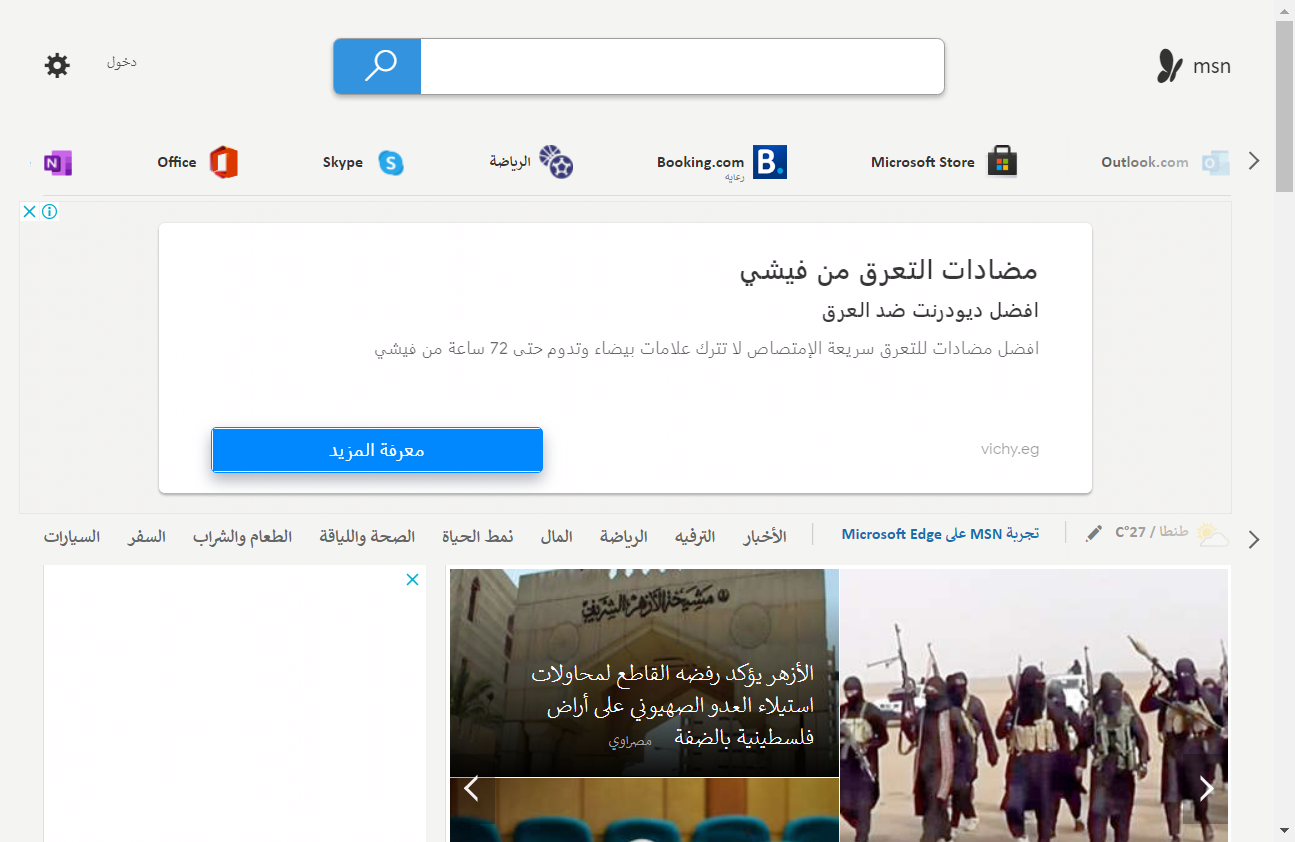 msn
دخول
Outlook.com
Microsoft Store
Booking.com
رعايه
الرياضة
Skype
Office
مضادات التعرق من فيشي
افضل ديودرنت ضد العرق
افضل مضادات للتعرق سريعة الإمتصاص لا تترك علامات بيضاء وتدوم حتى 72 ساعة من فيشي
vichy.eg
معرفة المزيد
طنطا / 27°C
تجربة MSN على Microsoft Edge
الأخبار
الترفيه
الرياضة
المال
نمط الحياة
الصحة واللياقة
الطعام والشراب
السفر
السيارات
مشيخة الأزهر الشريف
الأزهر يؤكد رفضه القاطع لمحاولات
استيلاء العدو الصهيوني على أراض
فلسطينية بالضفة مصراوي